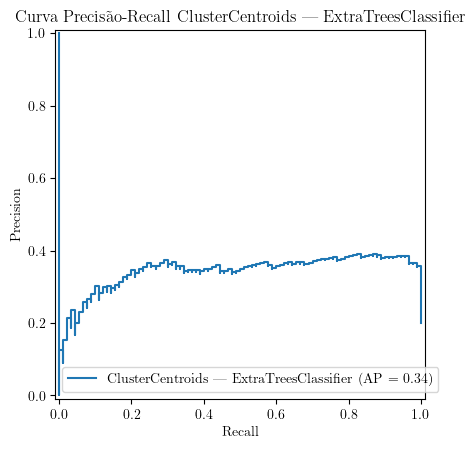 Curva Precisão-Recall ClusterCentroids — ExtraTreesClassifier
1.0
0.8
Precision
0.6
0.4
0.2
0.0
ClusterCentroids — ExtraTreesClassifier (AP = 0.34)
0.0 0.2 0.4 0.6 0.8 1.0
Recall